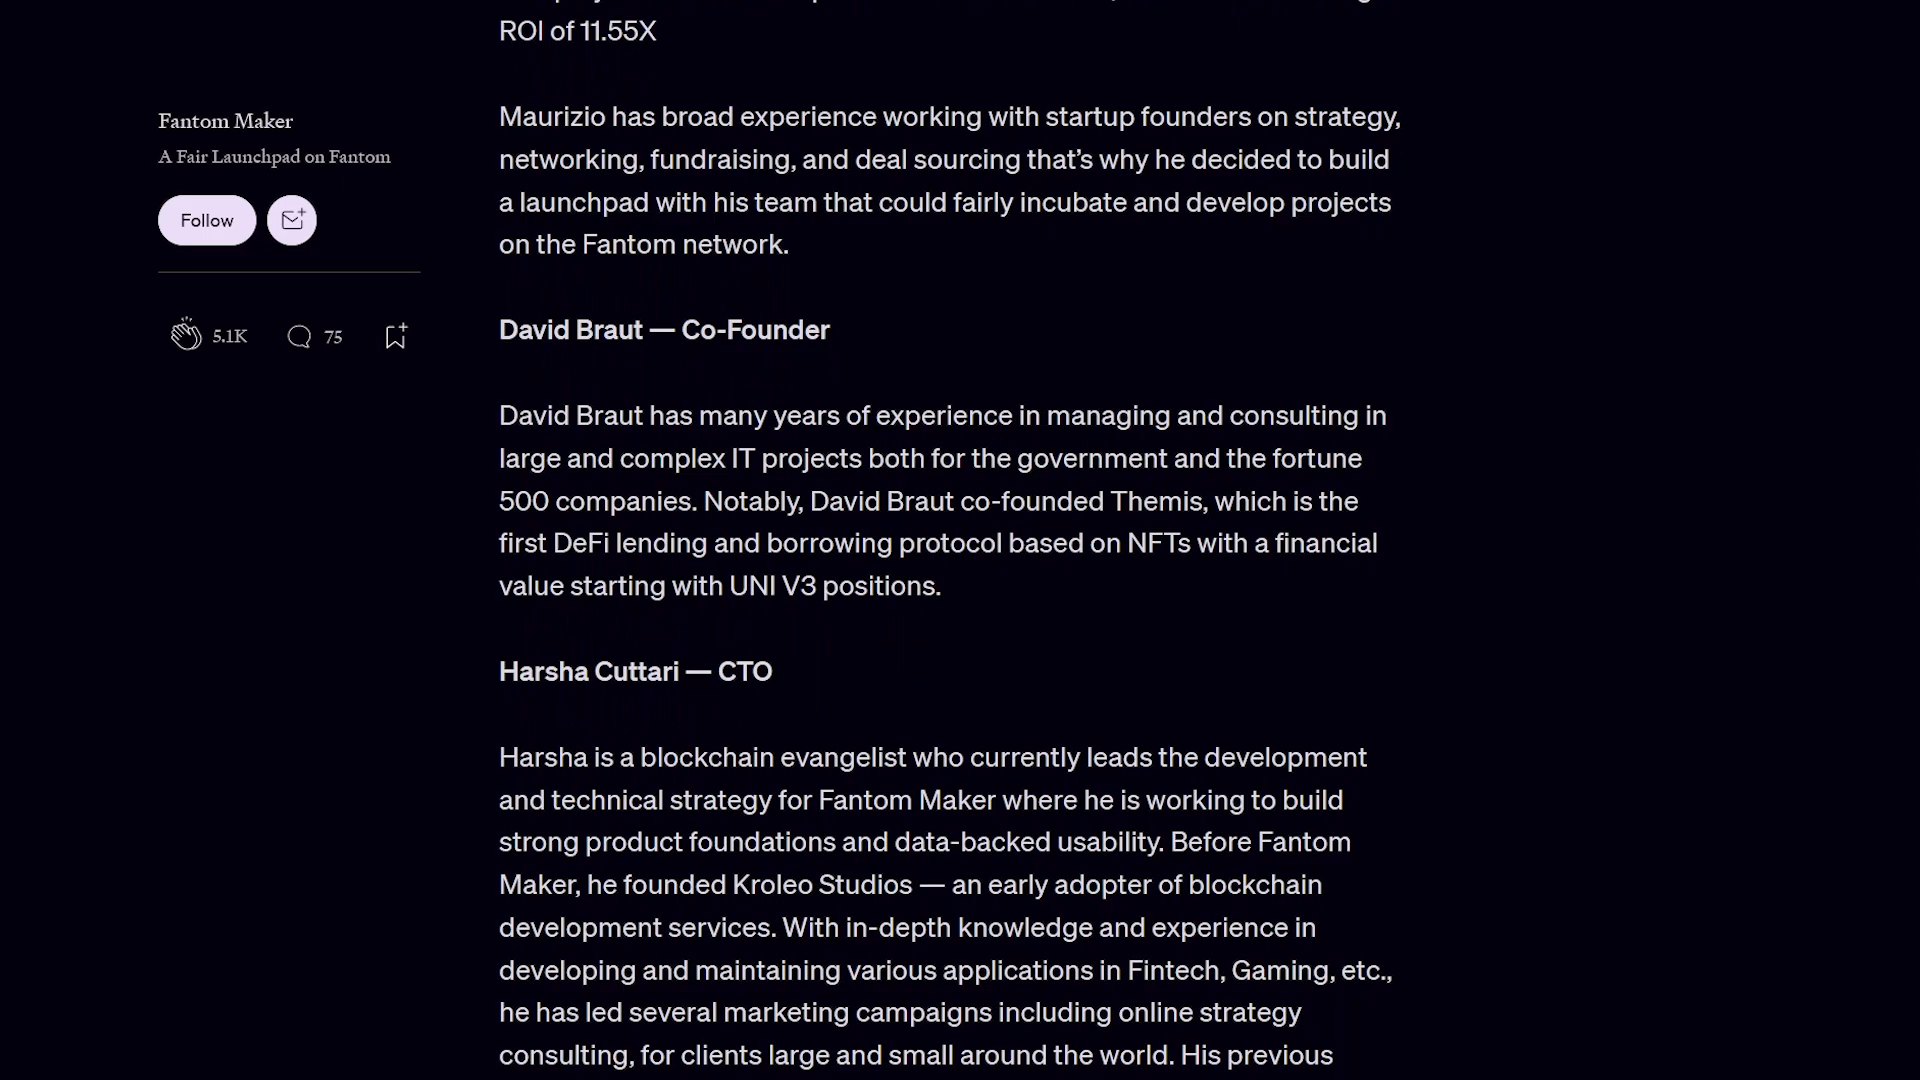 ROI of 11.55X
Fantom Maker
A Fair Launchpad on Fantom
Follow
5.1K
75
Maurizio has broad experience working with startup founders on strategy,
networking, fundraising, and deal sourcing that’s why he decided to build
a launchpad with his team that could fairly incubate and develop projects
on the Fantom network.
David Braut — Co-Founder
David Braut has many years of experience in managing and consulting in
large and complex IT projects both for the government and the fortune
500 companies. Notably, David Braut co-founded Themis, which is the
first DeFi lending and borrowing protocol based on NFTs with a financial
value starting with UNI V3 positions.
Harsha Cuttari — CTO
Harsha is a blockchain evangelist who currently leads the development
and technical strategy for Fantom Maker where he is working to build
strong product foundations and data-backed usability. Before Fantom
Maker, he founded Kroleo Studios — an early adopter of blockchain
development services. With in-depth knowledge and experience in
developing and maintaining various applications in Fintech, Gaming, etc.,
he has led several marketing campaigns including online strategy
consulting, for clients large and small around the world. His previous